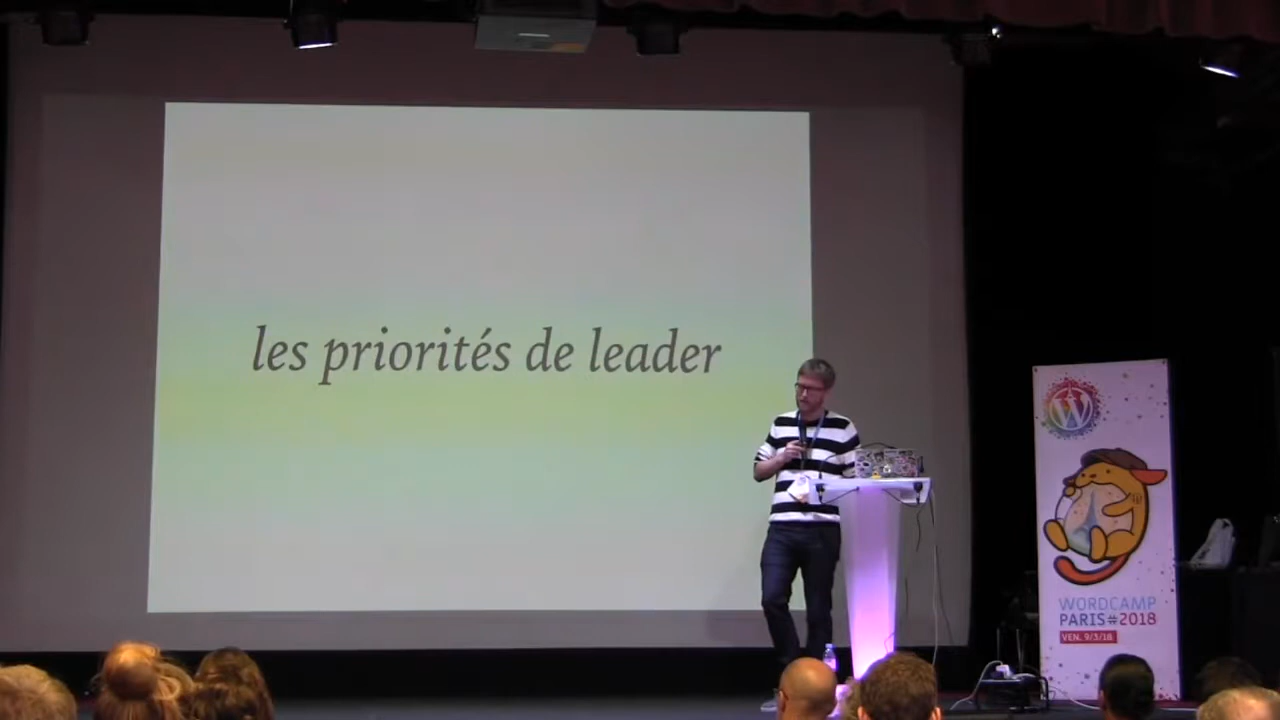 les priorités de leader
W
WORDCAMP
PARIS#2018
VEN. 9/3/18